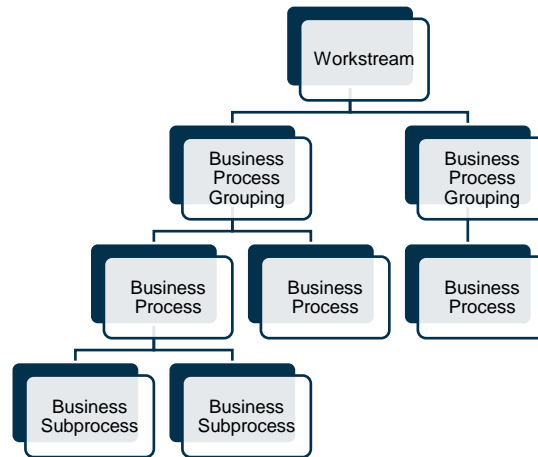 Workstream
Business
Process
Grouping
Business
Process
Grouping
Business
Process
Business
Process
Business
Process
Business
Subprocess
Business
Subprocess